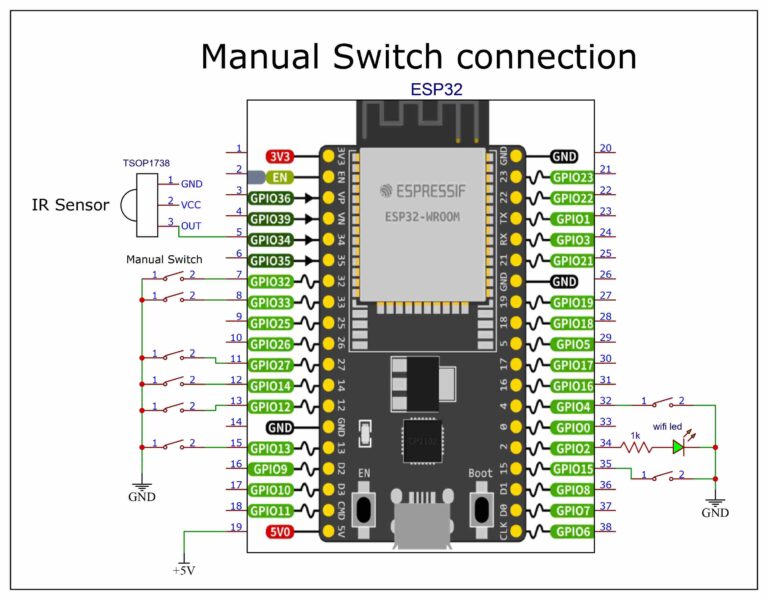 Manual Switch connection
ESP32
TSOP1738
IR Sensor
1 GND
2 VCC
3 OUT
Manual Switch
1 2
1 2
1 2
1 2
1 2
1 2
GND
+5V
1 3V3 3V3
2 EN EN
3 GPIO36 VP
4 GPIO39 VN
5 GPIO34 34
6 GPIO35 35
7 GPIO32 32
8 GPIO33 33
9 GPIO25 25
10 GPIO26 26
11 GPIO27 27
12 GPIO14 14
13 GPIO12 12
14 GND GND
15 GPIO13 13
16 GPIO9 D2
17 GPIO10 D3
18 GPIO11 CMD
19 5V0 5V
ESPRESSIF
ESP32-WROOM
CP2102
EN
Boot
GND GND 20
23 GPIO23 21
22 GPIO22 22
TX GPIO1 23
RX GPIO3 24
21 GPIO21 25
GND GND 26
19 GPIO19 27
18 GPIO18 28
5 GPIO5 29
17 GPIO17 30
16 GPIO16 31
4 GPIO4 32
0 GPIO0 33
2 GPIO2 34
15 GPIO15 35
D1 GPIO8 36
D0 GPIO7 37
CLK GPIO6 38
1 2
wifi led
1k
1 2
GND